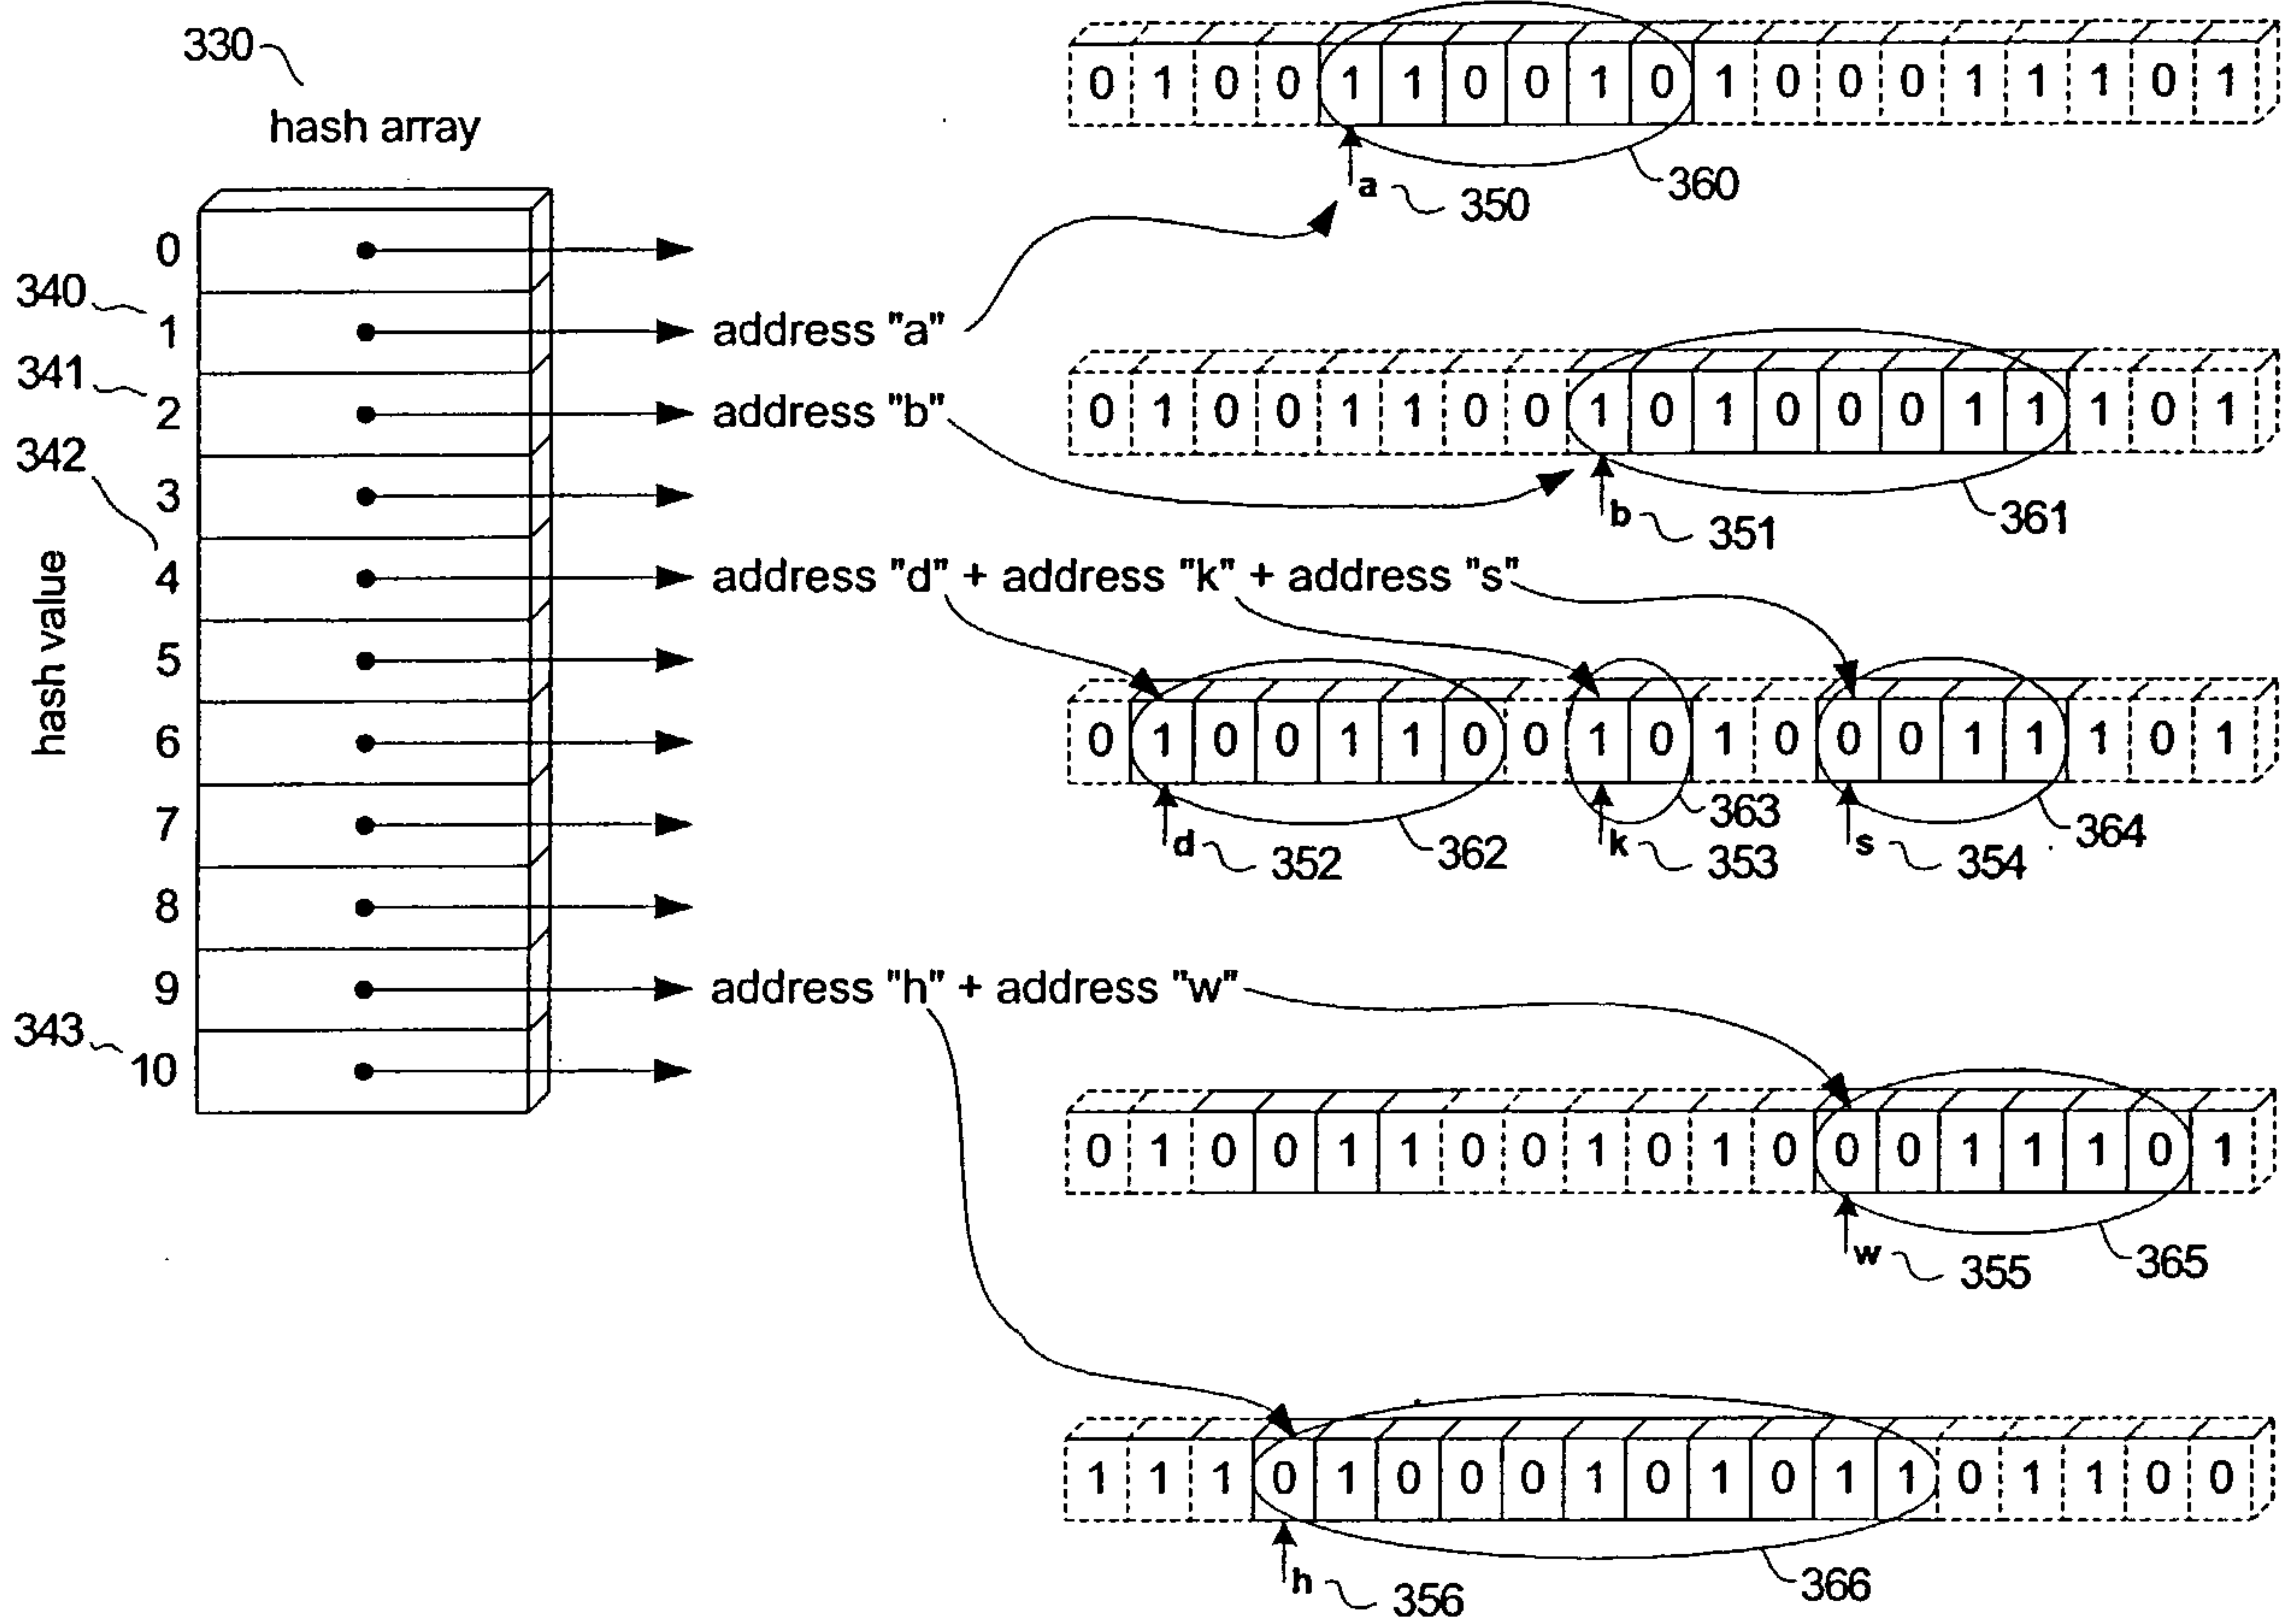 330
hash array
hash value
0
340
1
341
2
342
3
4
5
6
7
8
9
343
10
address "a"
address "b"
address "d" + address "k" + address "s"
address "h" + address "w"
0 1 0 0 1 1 0 0 1 0 1 0 0 0 1 1 1 0 1
a 350 360
0 1 0 0 1 1 0 0 1 0 1 0 0 0 1 1 1 0 1
b 351 361
0 1 0 0 1 1 0 0 1 0 1 0 0 0 1 1 1 0 1
d 352 362 k 353 363 s 354 364
0 1 0 0 1 1 0 0 1 0 1 0 0 0 1 1 1 0 1
w 355 365
1 1 1 0 1 0 0 0 1 0 1 0 1 1 0 1 1 0 0
h 356 366